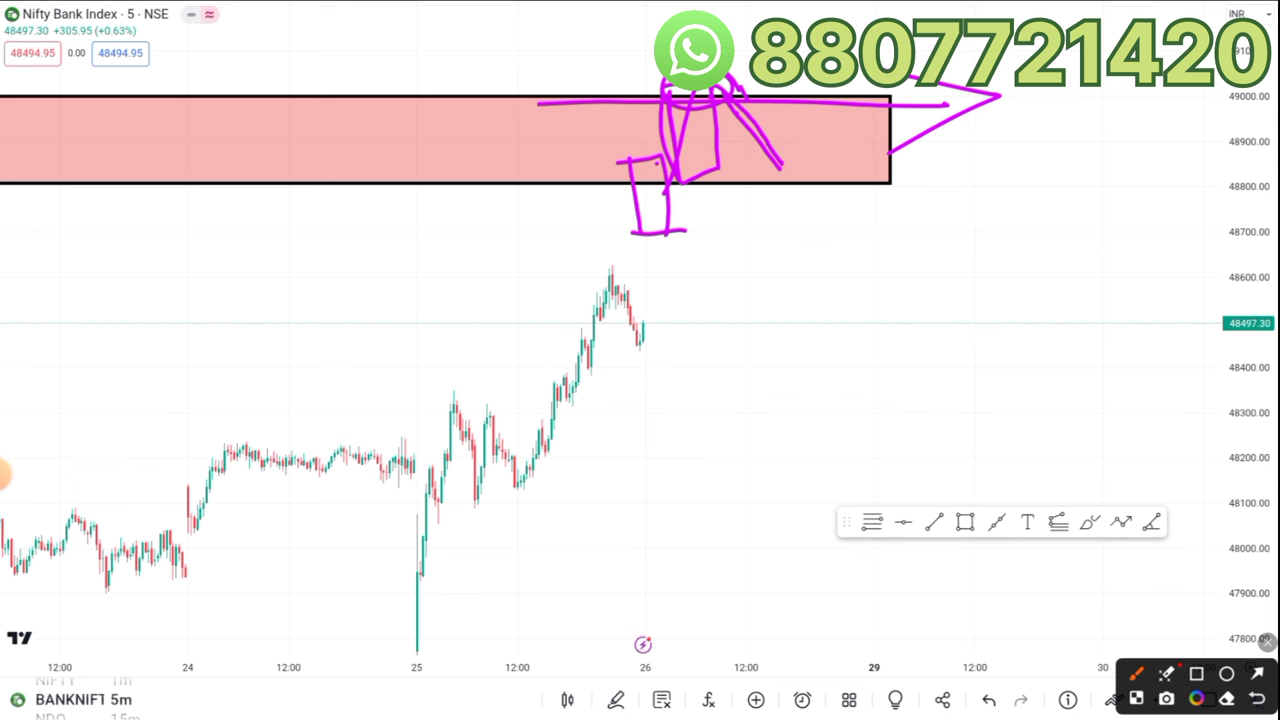 Nifty Bank Index · 5 · NSE
INR
48497.30 +305.95 (+0.63%)
48494.95 0.00 48494.95
8807721420
49000.00
48900.00
48800.00
48700.00
48600.00
48497.30
48400.00
48300.00
48200.00
48100.00
48000.00
47900.00
47800.00
12:00 24 12:00 25 12:00 26 12:00 29 12:00 30
BANKNIFT 5m